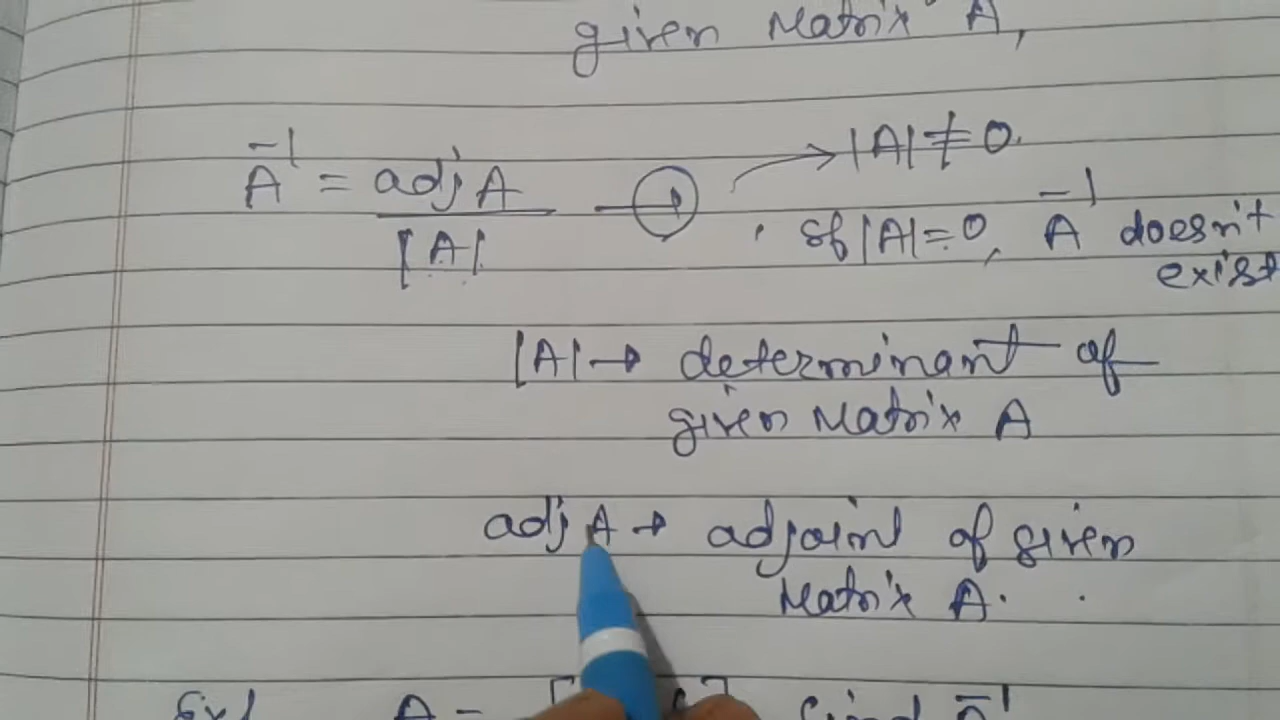 given Matrix A,
A⁻¹ = adj A / |A| → |A| ≠ 0.
If |A| = 0, A⁻¹ doesn't
exist
|A| → determinant of
given Matrix A
adj A → adjoint of given
Matrix A.
A = find A⁻¹